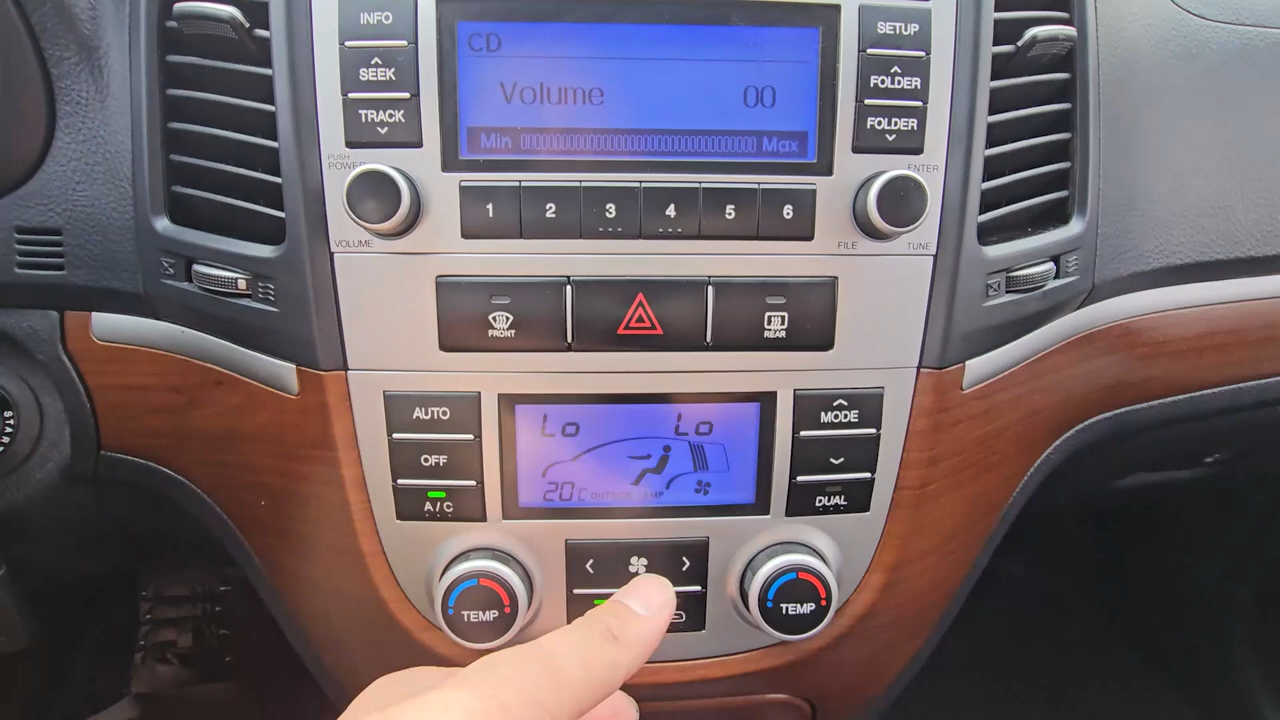 INFO
SEEK
TRACK
PUSH
POWER
VOLUME
CD
Volume 00
Min Max
SETUP
FOLDER
FOLDER
ENTER
FILE TUNE
1 2 3 4 5 6
FRONT
REAR
START
AUTO
OFF
A/C
Lo Lo
20°C OUTSIDE TEMP
MODE
DUAL
TEMP
TEMP